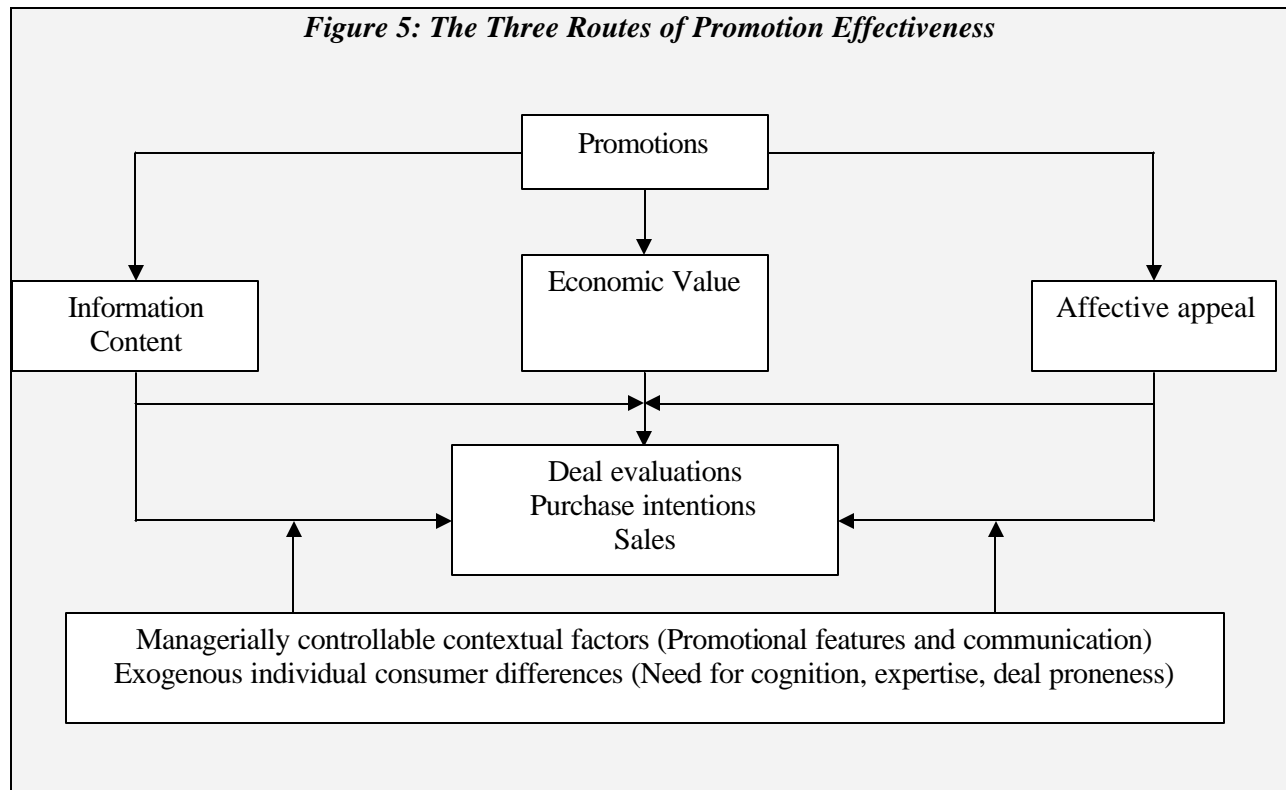 Figure 5: The Three Routes of Promotion Effectiveness
Promotions
Information
Content
Economic Value
Affective appeal
Deal evaluations
Purchase intentions
Sales
Managerially controllable contextual factors (Promotional features and communication)
Exogenous individual consumer differences (Need for cognition, expertise, deal proneness)